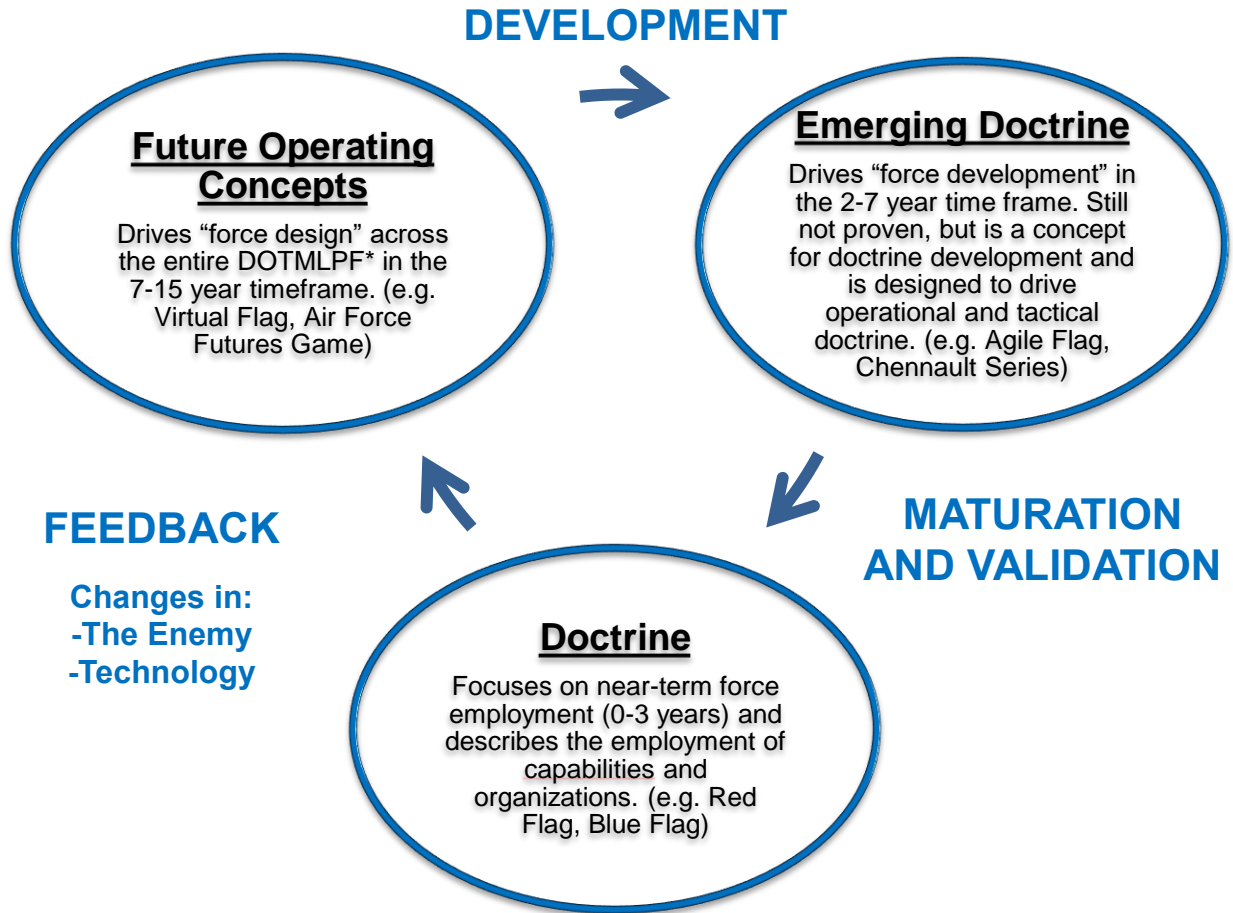 DEVELOPMENT
Future Operating
Concepts
Drives “force design” across
the entire DOTMLPF* in the
7-15 year timeframe. (e.g.
Virtual Flag, Air Force
Futures Game)
Emerging Doctrine
Drives “force development” in
the 2-7 year time frame. Still
not proven, but is a concept
for doctrine development and
is designed to drive
operational and tactical
doctrine. (e.g. Agile Flag,
Chennault Series)
MATURATION
AND VALIDATION
Doctrine
Focuses on near-term force
employment (0-3 years) and
describes the employment of
capabilities and
organizations. (e.g. Red
Flag, Blue Flag)
FEEDBACK
Changes in:
-The Enemy
-Technology